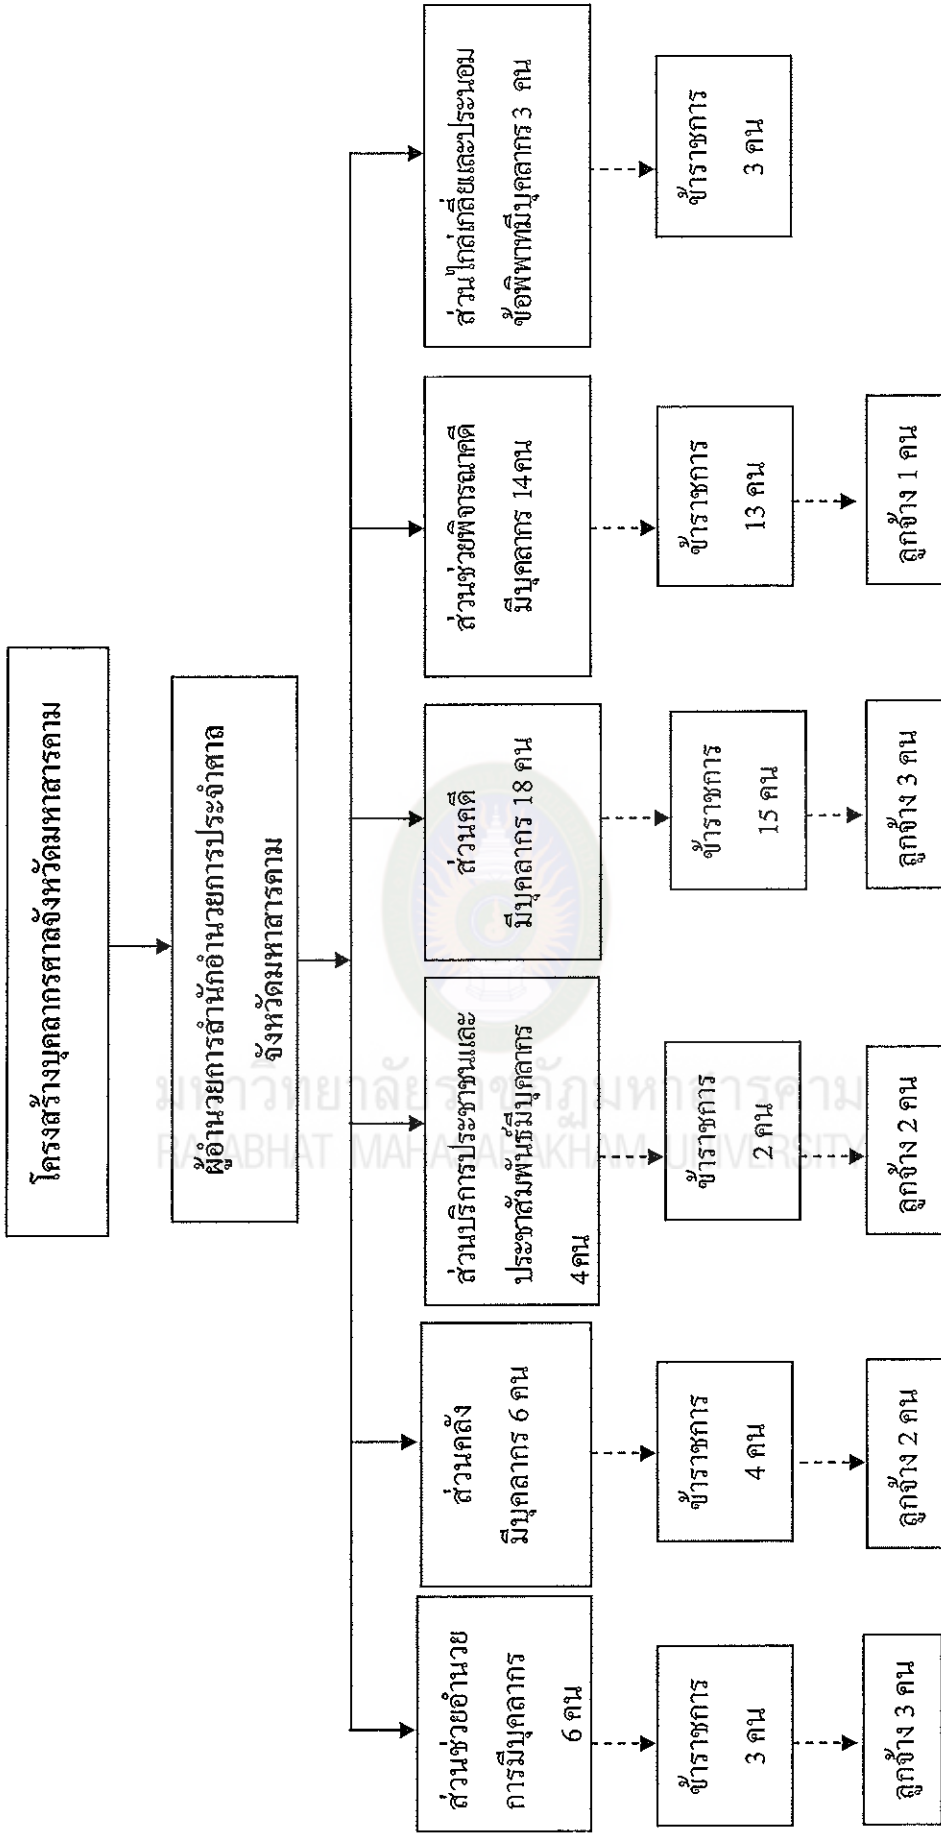 โครงสร้างบุคลากรศาลจังหวัดมหาสารคาม
ผู้อำนวยการสำนักอำนวยการประจำศาล
จังหวัดมหาสารคาม
ส่วนช่วยอำนวย
การมีบุคลากร
6 คน
ส่วนคลัง
มีบุคลากร 6 คน
ส่วนบริการประชาชนและ
ประชาสัมพันธ์มีบุคลากร
4 คน
ส่วนคดี
มีบุคลากร 18 คน
ส่วนช่วยพิจารณาคดี
มีบุคลากร 14 คน
ส่วนไกล่เกลี่ยและประนอม
ข้อพิพาทมีบุคลากร 3 คน
ข้าราชการ
3 คน
ข้าราชการ
4 คน
ข้าราชการ
2 คน
ข้าราชการ
15 คน
ข้าราชการ
13 คน
ข้าราชการ
3 คน
ลูกจ้าง 3 คน
ลูกจ้าง 2 คน
ลูกจ้าง 2 คน
ลูกจ้าง 3 คน
ลูกจ้าง 1 คน
มหาวิทยาลัยราชภัฏมหาสารคาม
RAJABHAT MAHASARAKHAM UNIVERSITY